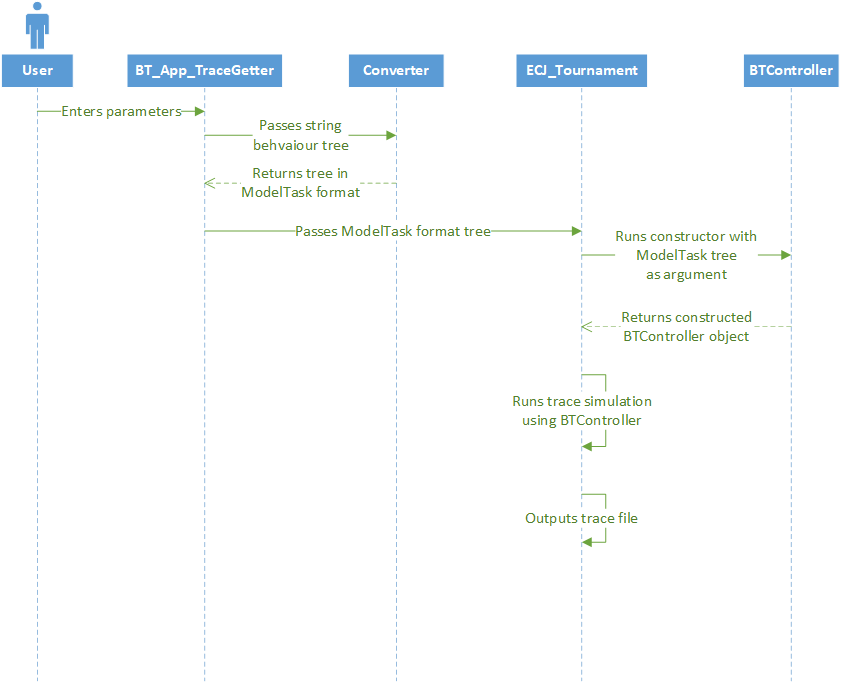 User
BT_App_TraceGetter
Converter
ECJ_Tournament
BTController
Enters parameters
Passes string
behvaiour tree
Returns tree in
ModelTask format
Passes ModelTask format tree
Runs constructor with
ModelTask tree
as argument
Returns constructed
BTController object
Runs trace simulation
using BTController
Outputs trace file